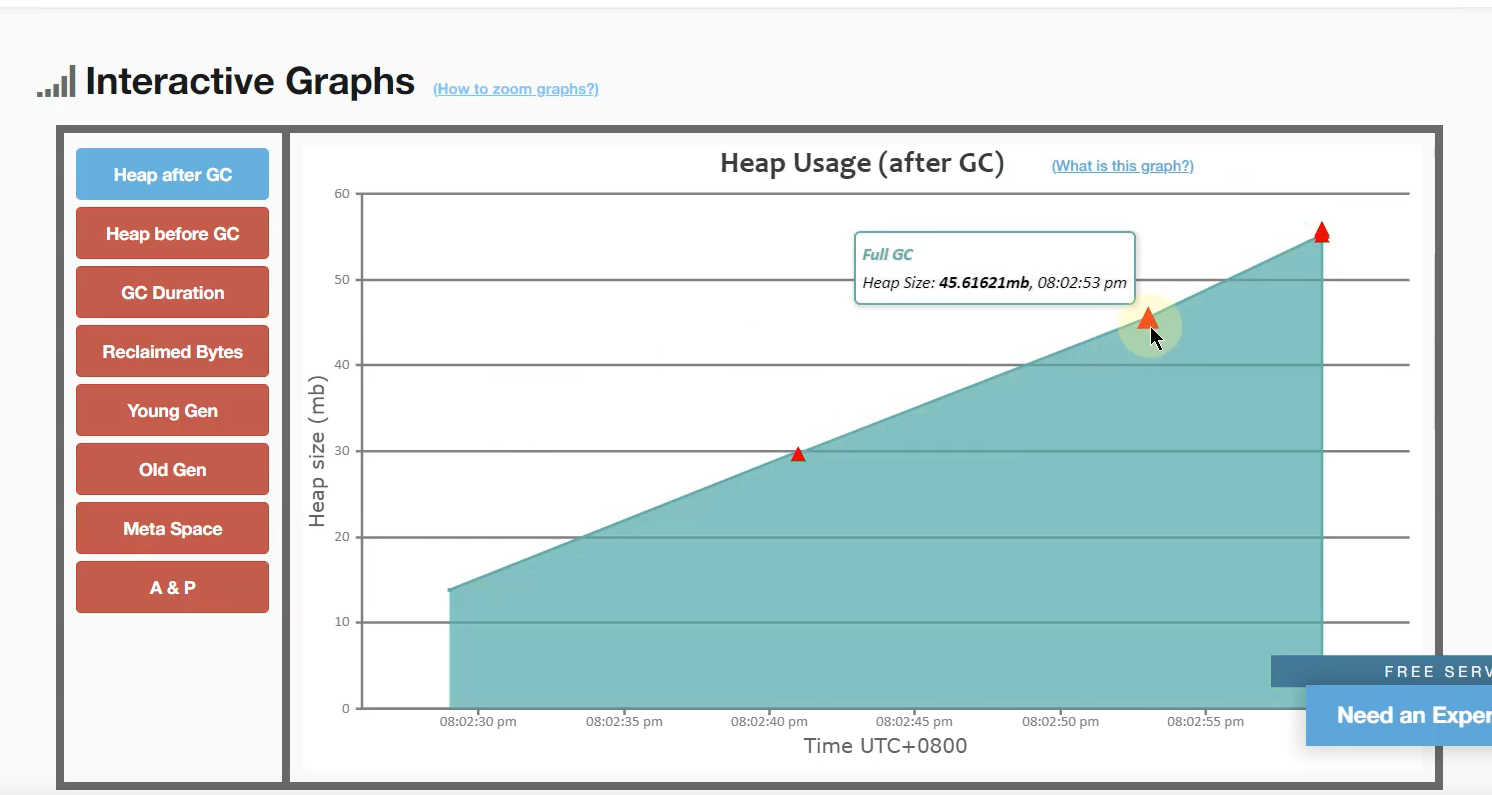 Interactive Graphs (How to zoom graphs?)
Heap after GC
Heap before GC
GC Duration
Reclaimed Bytes
Young Gen
Old Gen
Meta Space
A & P
Heap Usage (after GC) (What is this graph?)
60
50
40
30
20
10
0
Heap size (mb)
Full GC
Heap Size: 45.61621mb, 08:02:53 pm
08:02:30 pm 08:02:35 pm 08:02:40 pm 08:02:45 pm 08:02:50 pm 08:02:55 pm
Time UTC+0800
FREE SERV
Need an Exper